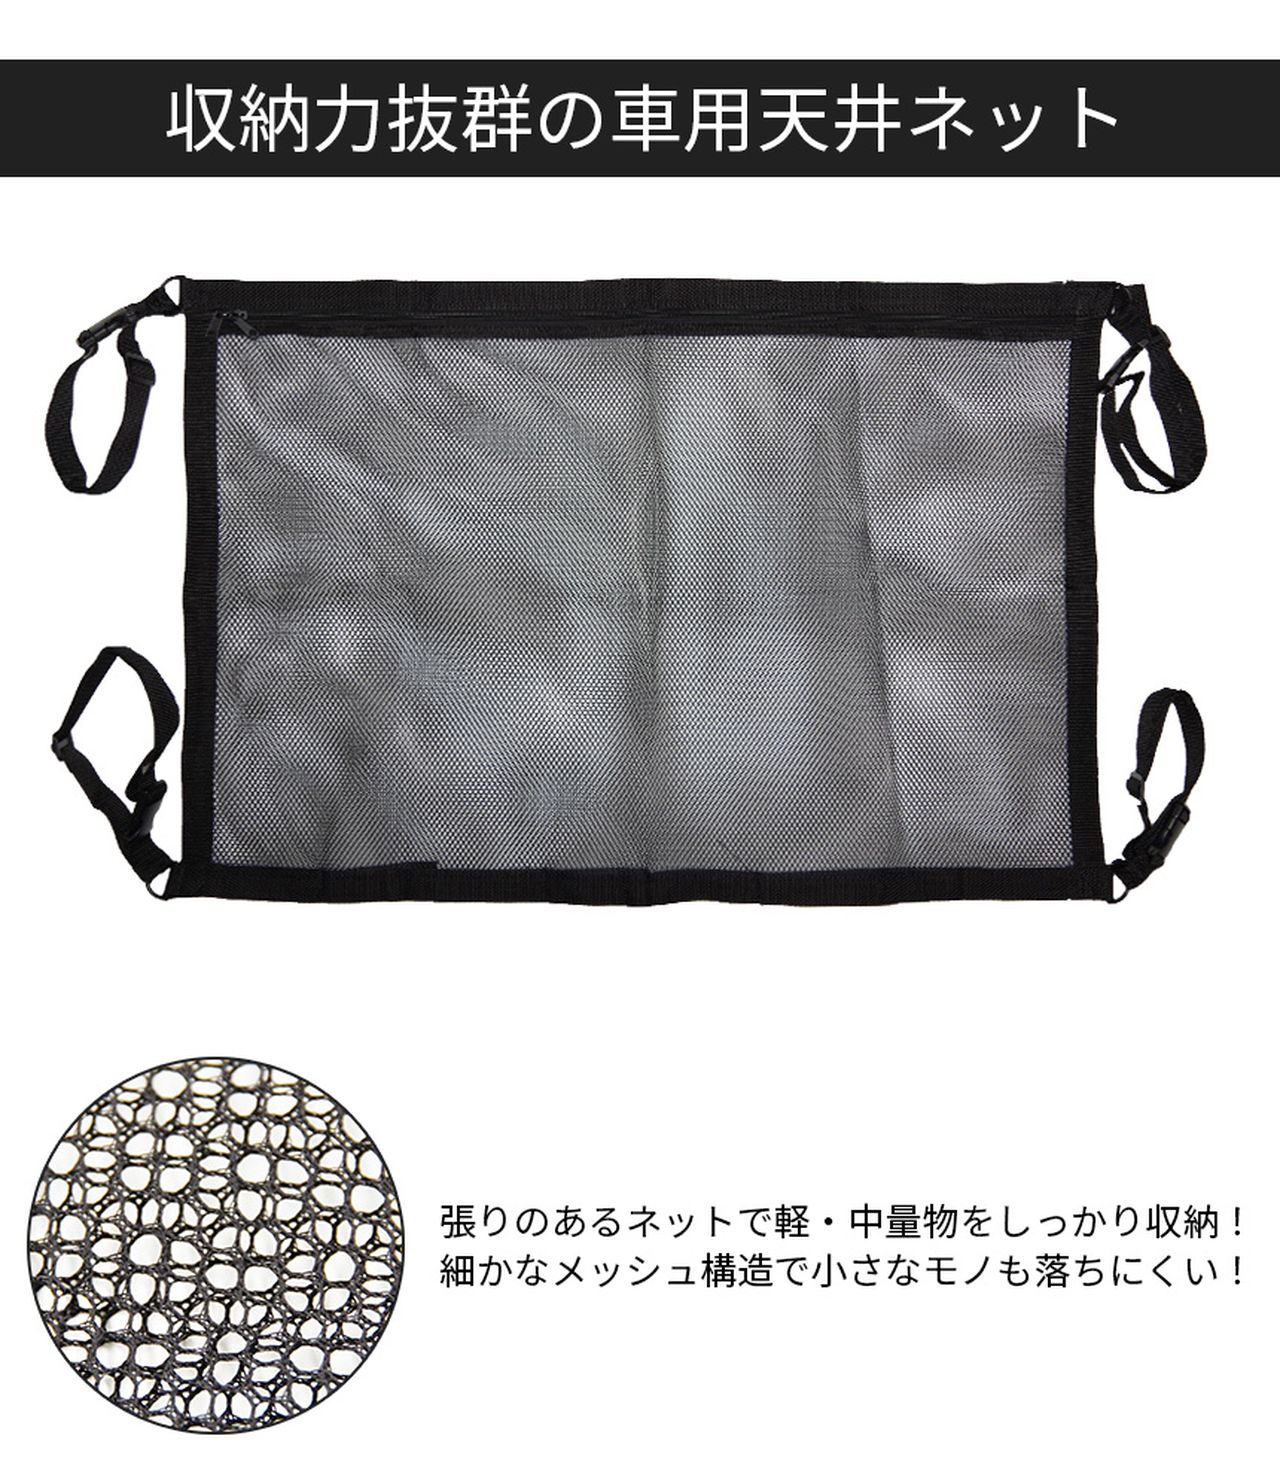 収納力抜群の車用天井ネット
張りのあるネットで軽・中量物をしっかり収納！
細かなメッシュ構造で小さなモノも落ちにくい！